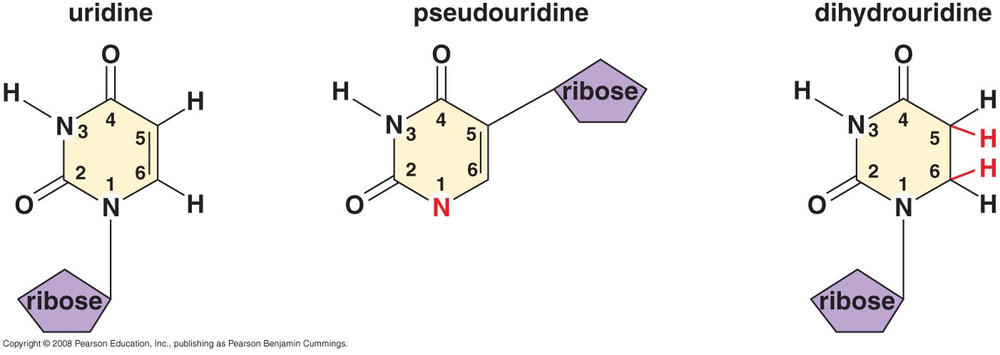 uridine
O
H
H
N 3
4
5
2
6
1
O
N
H
ribose
pseudouridine
O
H
N 3
4
5
ribose
2
6
1
O
N
dihydrouridine
O
H
H
N 3
4
5
H
2
6
H
1
O
N
H
ribose
Copyright © 2008 Pearson Education, Inc., publishing as Pearson Benjamin Cummings.